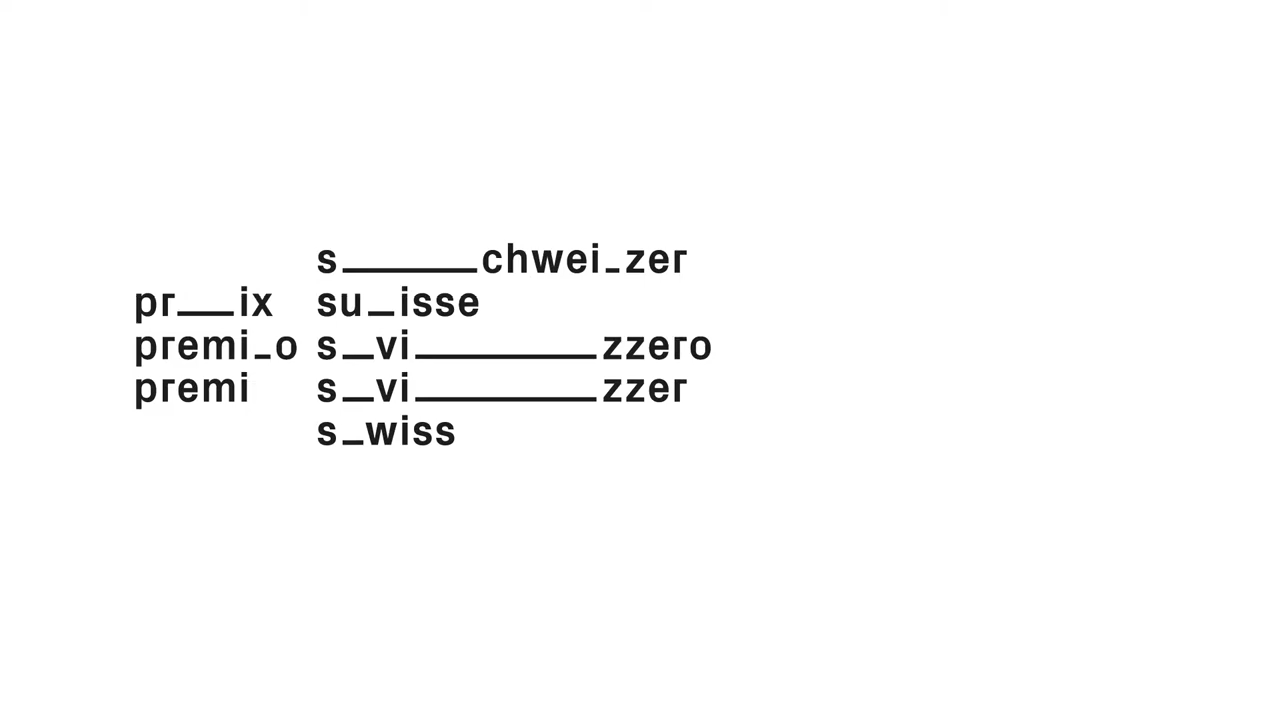 s______chwei_zer
pr__ix su_isse
premi_o s_vi________zzero
premi s_vi________zzer
s_wiss